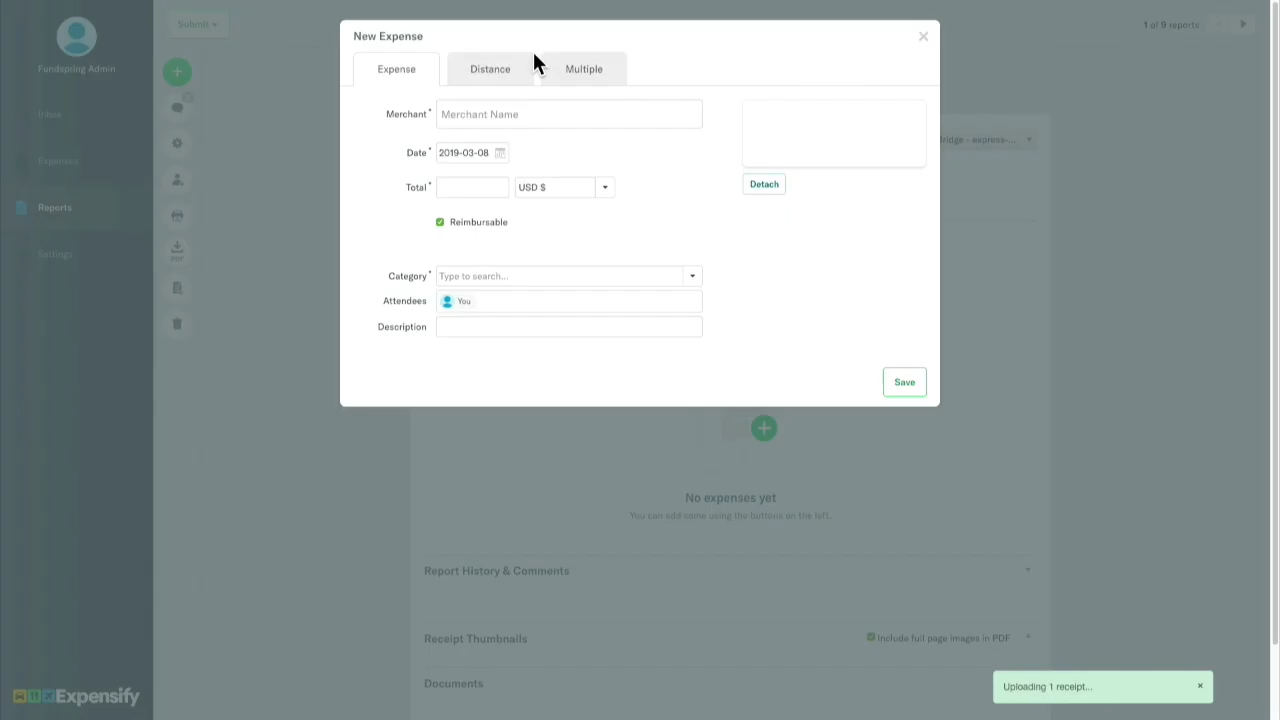 Fundspring Admin
Inbox
Expenses
Reports
Settings
Expensify
Submit
PDF
1 of 9 reports
New Expense
×
Expense
Distance
Multiple
Merchant * Merchant Name
Date * 2019-03-08
Total * USD $
Reimbursable
Category * Type to search...
Attendees You
Description
Detach
Save
ridge - express-...
No expenses yet
You can add some using the buttons on the left.
Report History & Comments
Receipt Thumbnails
Include full page images in PDF
Documents
Uploading 1 receipt... ×